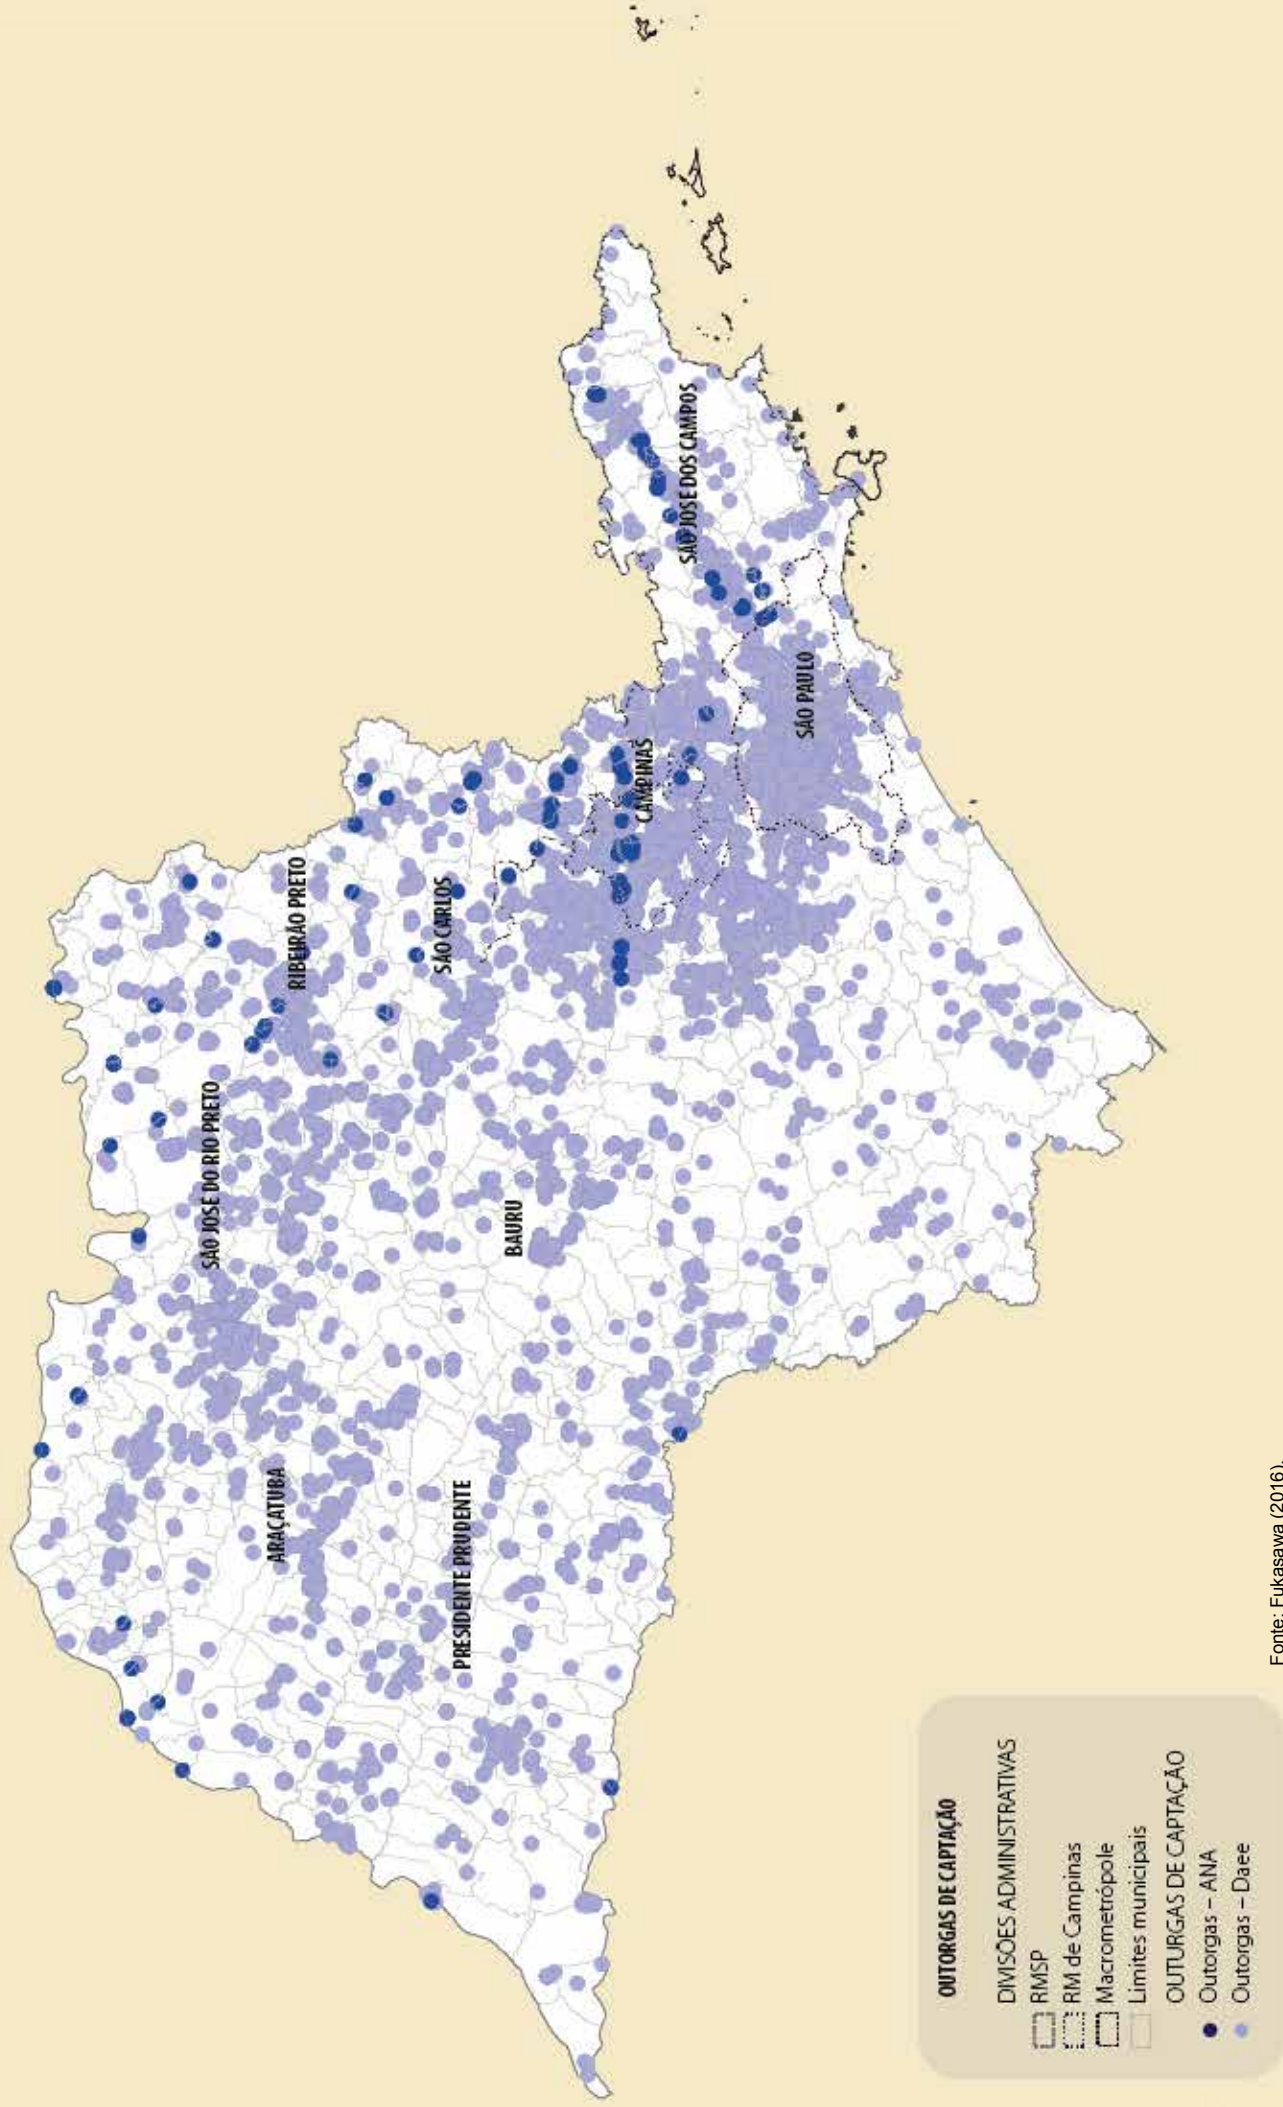 SÃO JOSÉ DO RIO PRETO
RIBEIRÃO PRETO
ARAÇATUBA
SÃO CARLOS
PRESIDENTE PRUDENTE
BAURU
CAMPINAS
SÃO JOSÉ DOS CAMPOS
SÃO PAULO
OUTORGAS DE CAPTAÇÃO
DIVISÕES ADMINISTRATIVAS
RMSP
RM de Campinas
Macrometrópole
Limites municipais
OUTURGAS DE CAPTAÇÃO
Outorgas – ANA
Outorgas – Daee
Fonte: Fukasawa (2016).